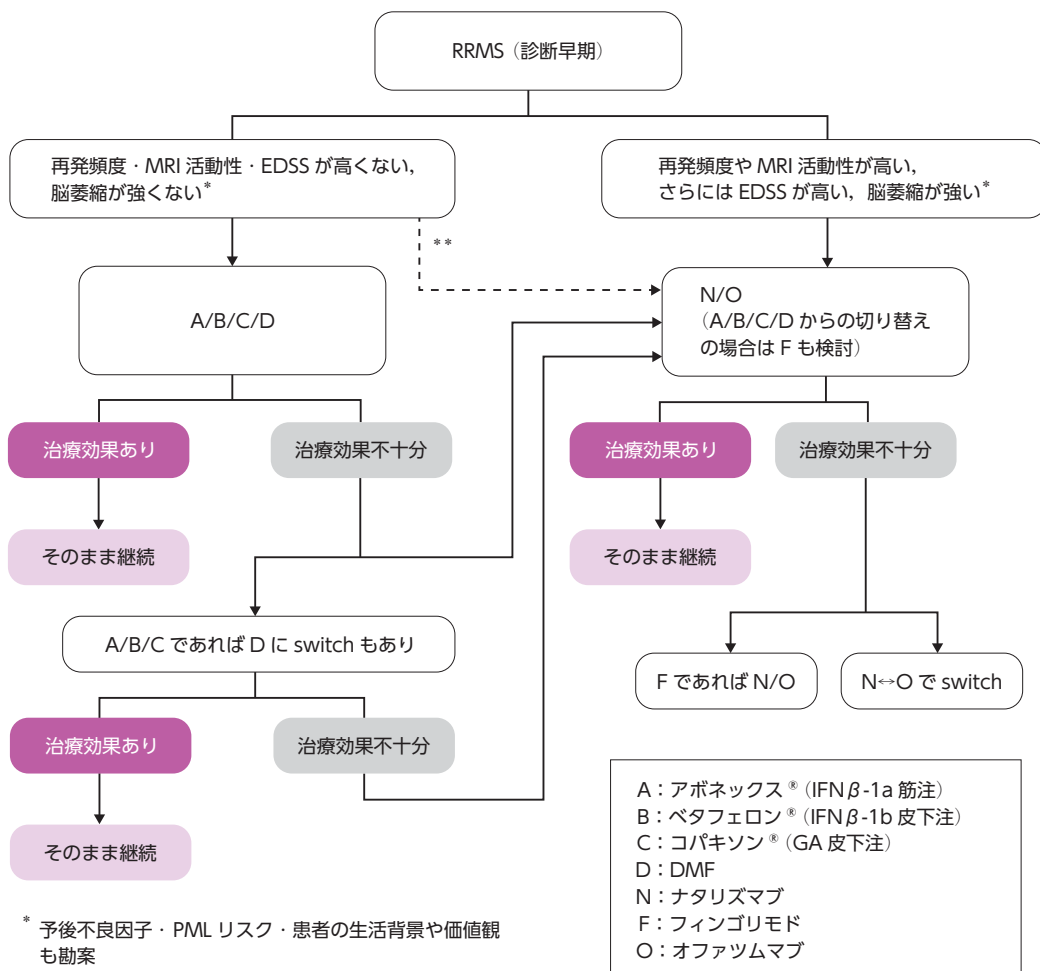 RRMS（診断早期）
再発頻度・MRI 活動性・EDSS が高くない，
脳萎縮が強くない*
再発頻度や MRI 活動性が高い，
さらには EDSS が高い，脳萎縮が強い*
**
A/B/C/D
N/O
（A/B/C/D からの切り替え
の場合は F も検討）
治療効果あり
治療効果不十分
治療効果あり
治療効果不十分
そのまま継続
そのまま継続
A/B/C であれば D に switch もあり
F であれば N/O
N↔O で switch
治療効果あり
治療効果不十分
そのまま継続
A：アボネックス®（IFNβ-1a 筋注）
B：ベタフェロン®（IFNβ-1b 皮下注）
C：コパキソン®（GA 皮下注）
D：DMF
N：ナタリズマブ
F：フィンゴリモド
O：オファツムマブ
* 予後不良因子・PML リスク・患者の生活背景や価値観
も勘案